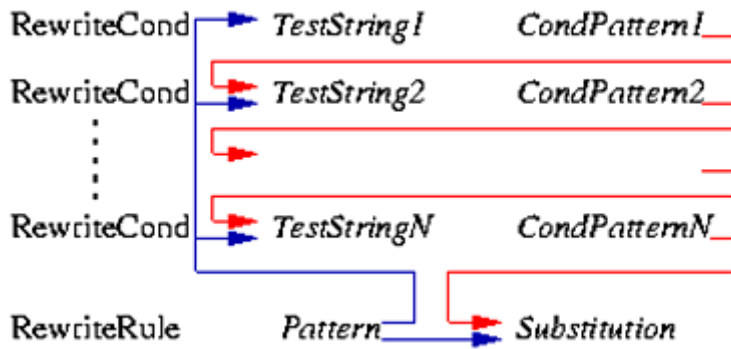 RewriteCond TestString1 CondPattern1
RewriteCond TestString2 CondPattern2
RewriteCond TestStringN CondPatternN
RewriteRule Pattern Substitution